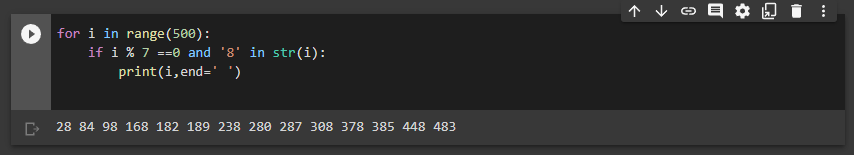 for i in range(500):
    if i % 7 ==0 and '8' in str(i):
        print(i,end=' ')
28 84 98 168 182 189 238 280 287 308 378 385 448 483